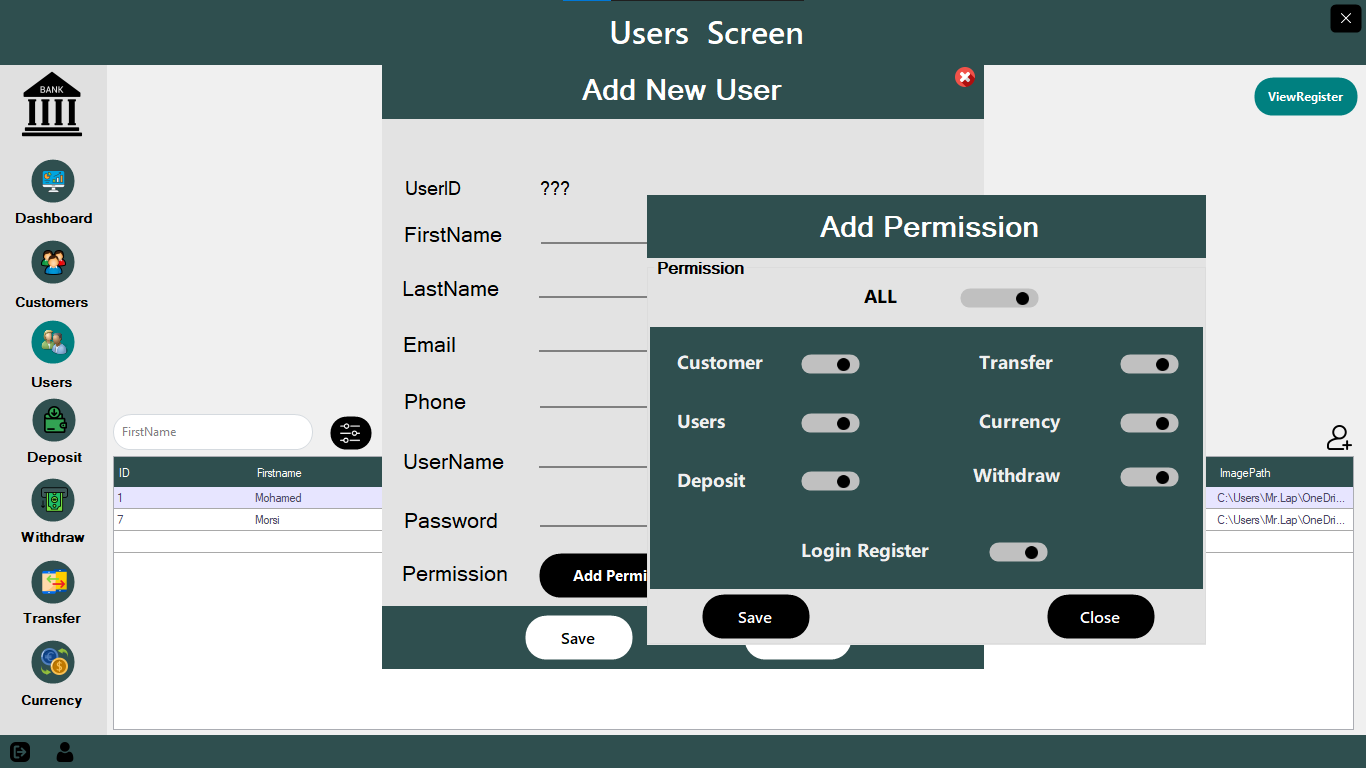 Users Screen
Add New User
BANK
ViewRegister
Dashboard
Customers
Users
Deposit
Withdraw
Transfer
Currency
UserID ???
FirstName
LastName
Email
Phone
UserName
Password
Permission Add Permi
Save
Add Permission
Permission
ALL
Customer Transfer
Users Currency
Deposit Withdraw
Login Register
Save Close
FirstName
ID Firstname ImagePath
1 Mohamed C:\Users\Mr.Lap\OneDri...
7 Morsi C:\Users\Mr.Lap\OneDri...